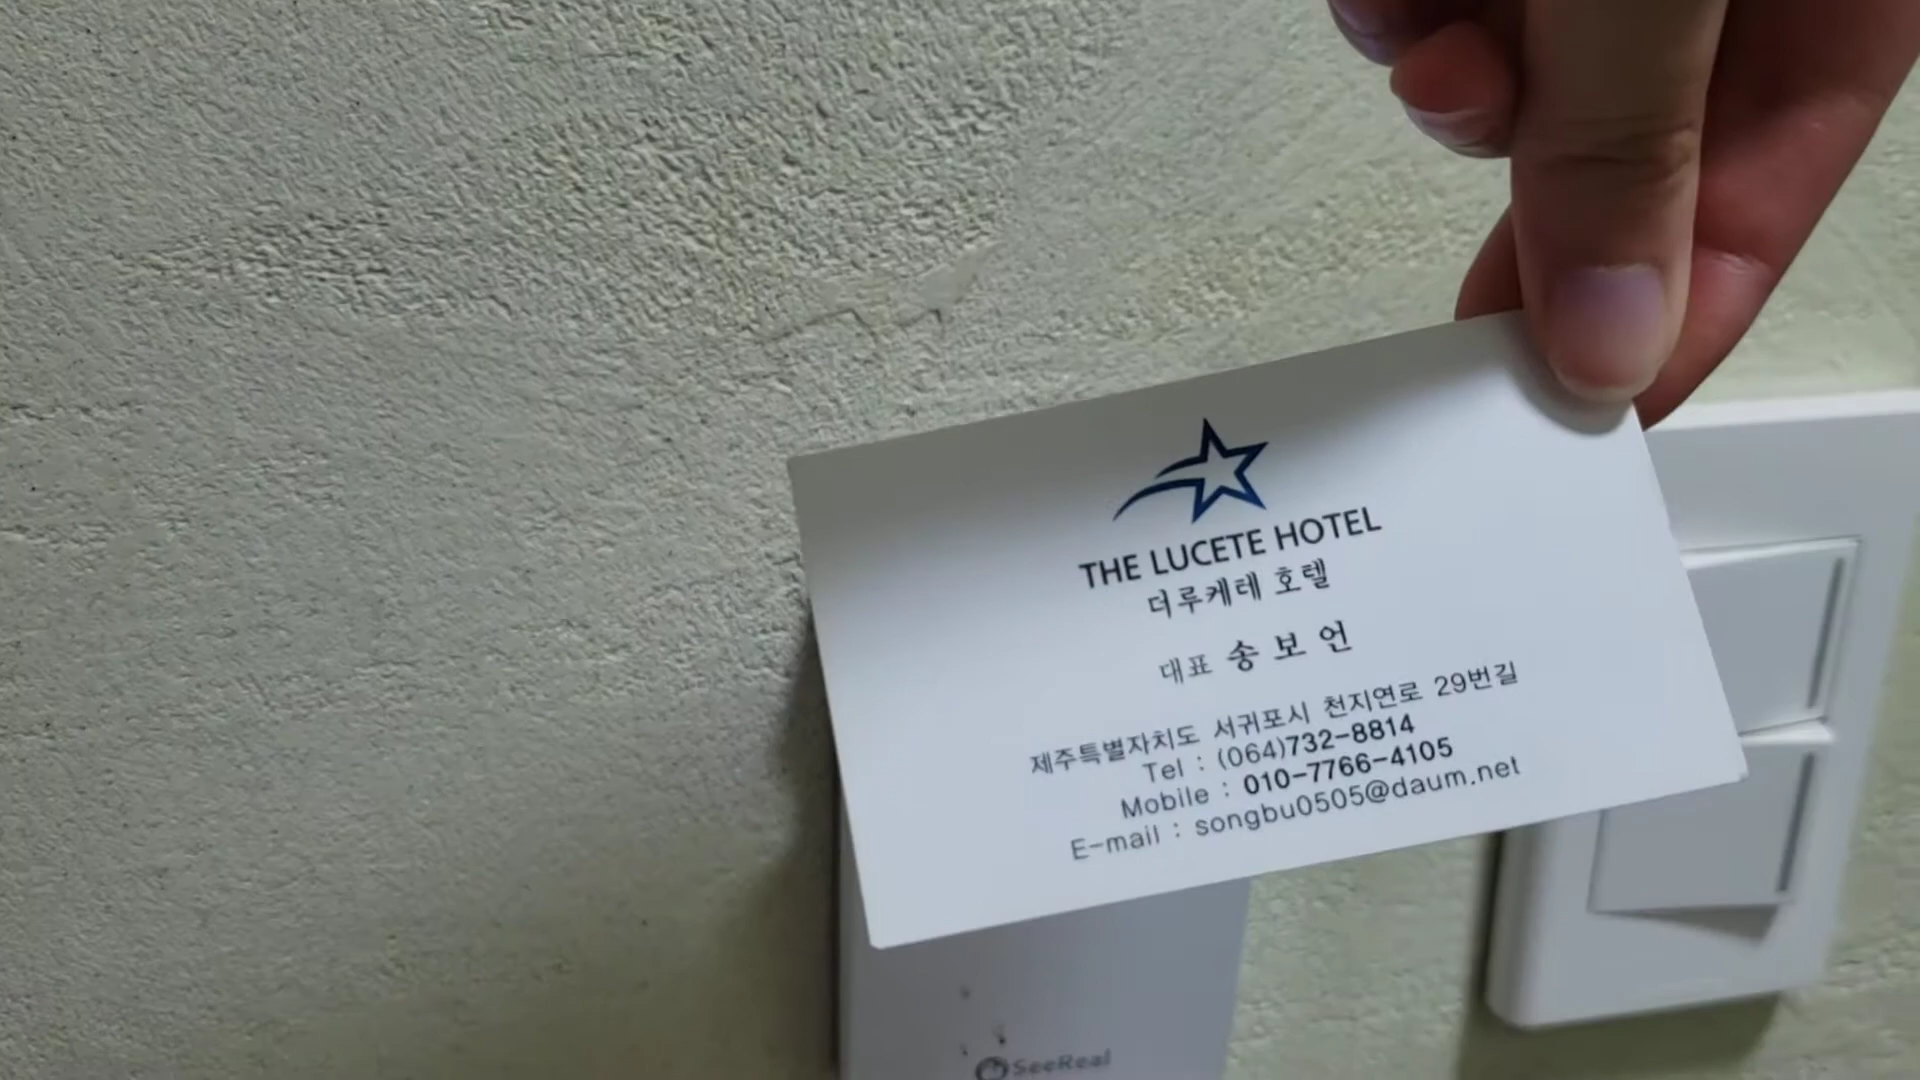 THE LUCETE HOTEL
더루케테 호텔
대표 송 보 언
제주특별자치도 서귀포시 천지연로 29번길
Tel : (064)732-8814
Mobile : 010-7766-4105
E-mail : songbu0505@daum.net
SeeReal